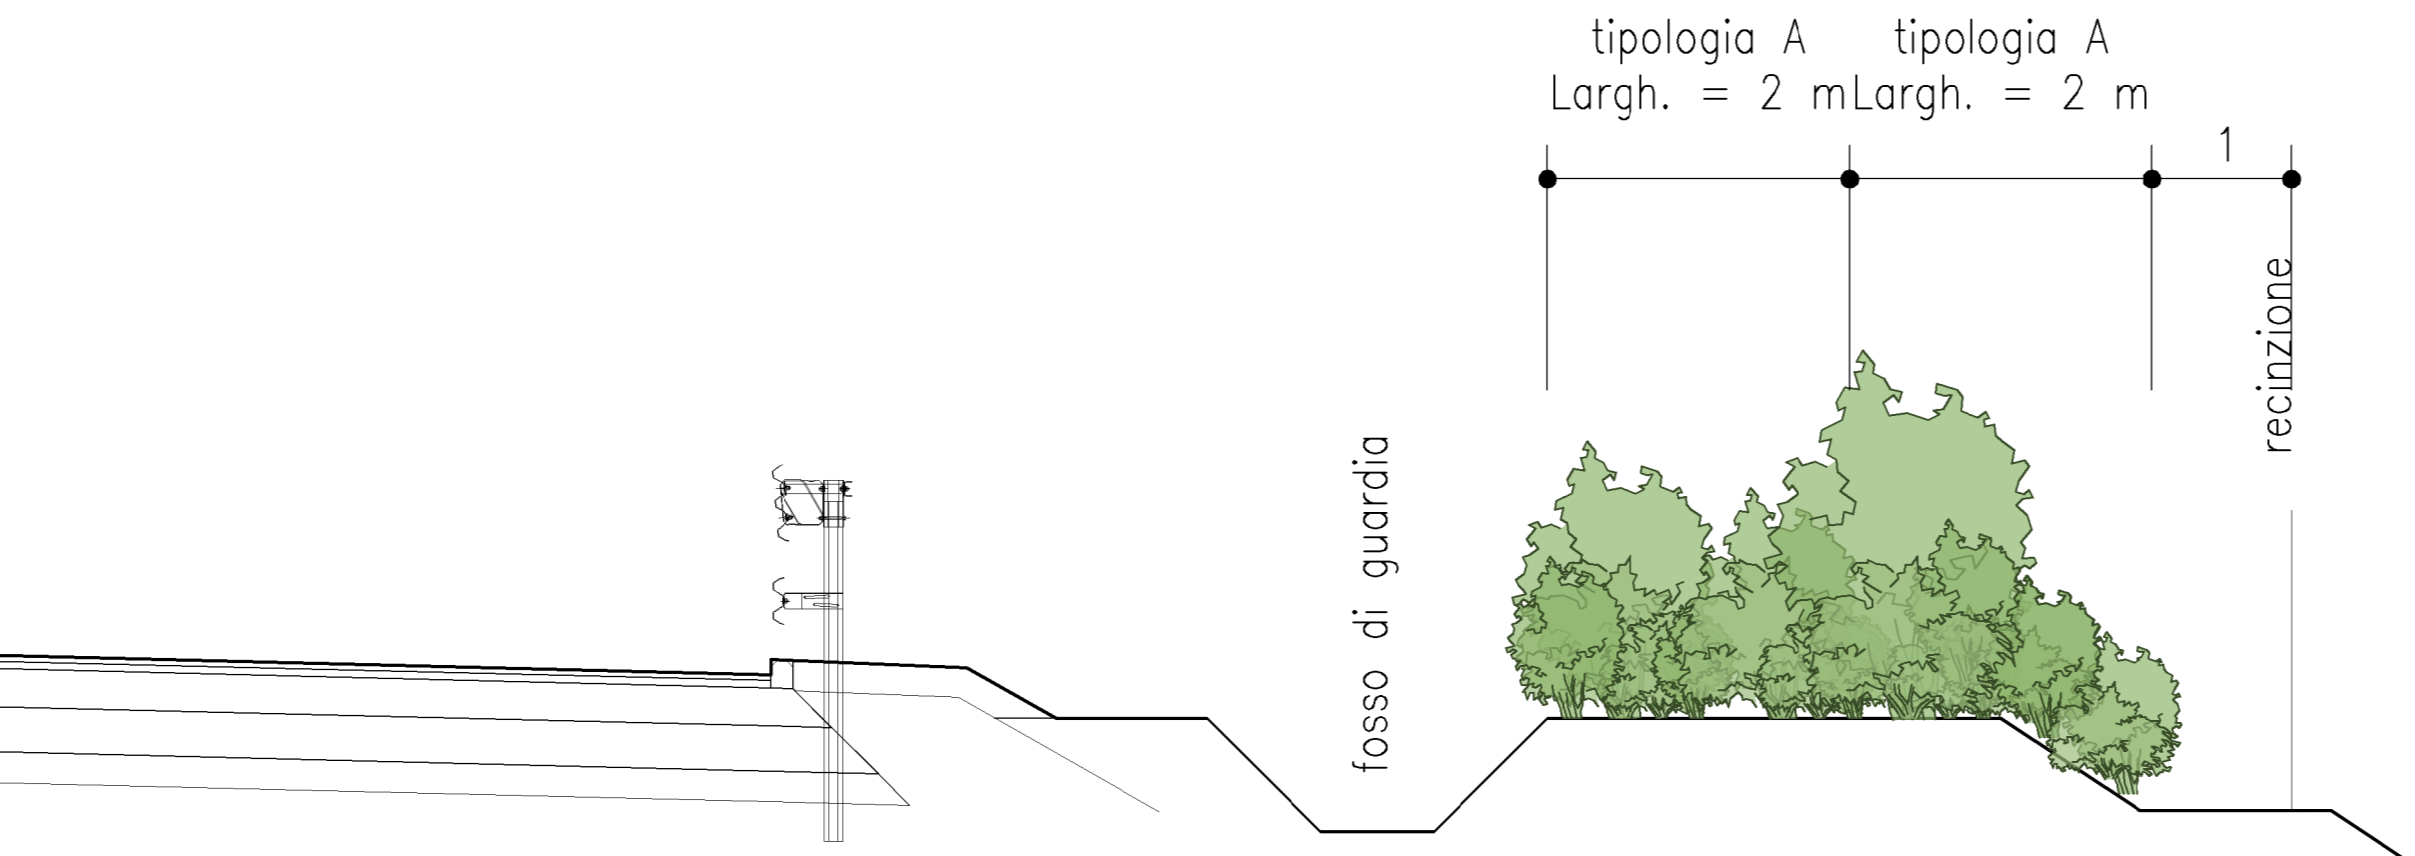 tipologia A tipologia A
Largh. = 2 m Largh. = 2 m
1
recinzione
fosso di guardia